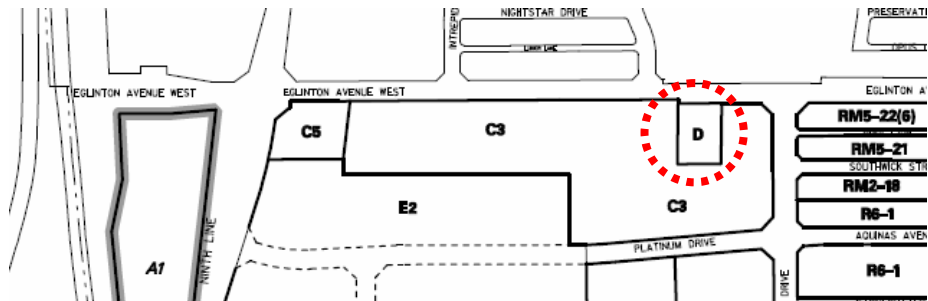 NIGHTSTAR DRIVE
PRESERVAT
INTREPID
EGLINTON AVENUE WEST
EGLINTON AVENUE WEST
EGLINTON A
C5
C3
D
RM5-22(6)
RM5-21
SOUTHWICK STR
RM2-18
E2
C3
R6-1
NINTH LINE
PLATINUM DRIVE
AQUINAS AVEN
A1
R6-1
DRIVE